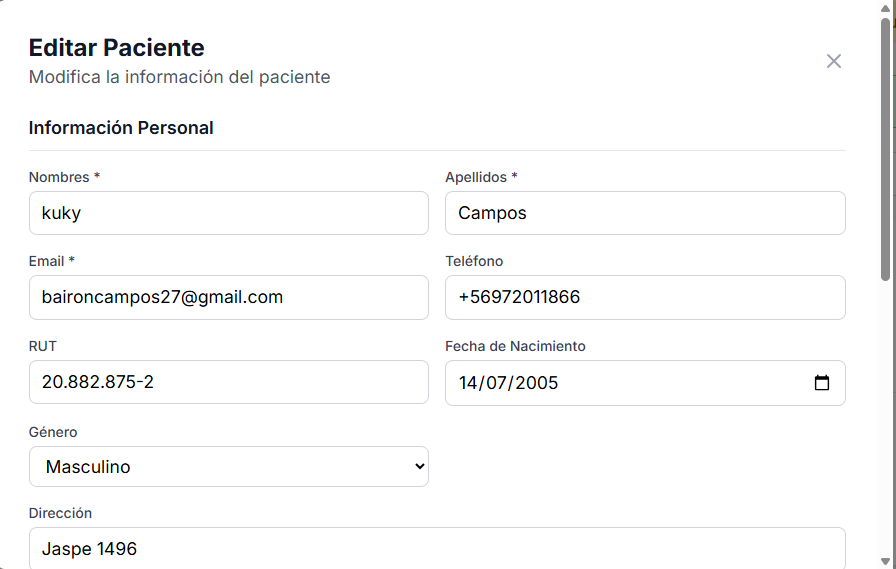 Editar Paciente
Modifica la información del paciente
Información Personal
Nombres *
Apellidos *
kuky
Campos
Email *
Teléfono
baironcampos27@gmail.com
+56972011866
RUT
Fecha de Nacimiento
20.882.875-2
14/07/2005
Género
Masculino
Dirección
Jaspe 1496